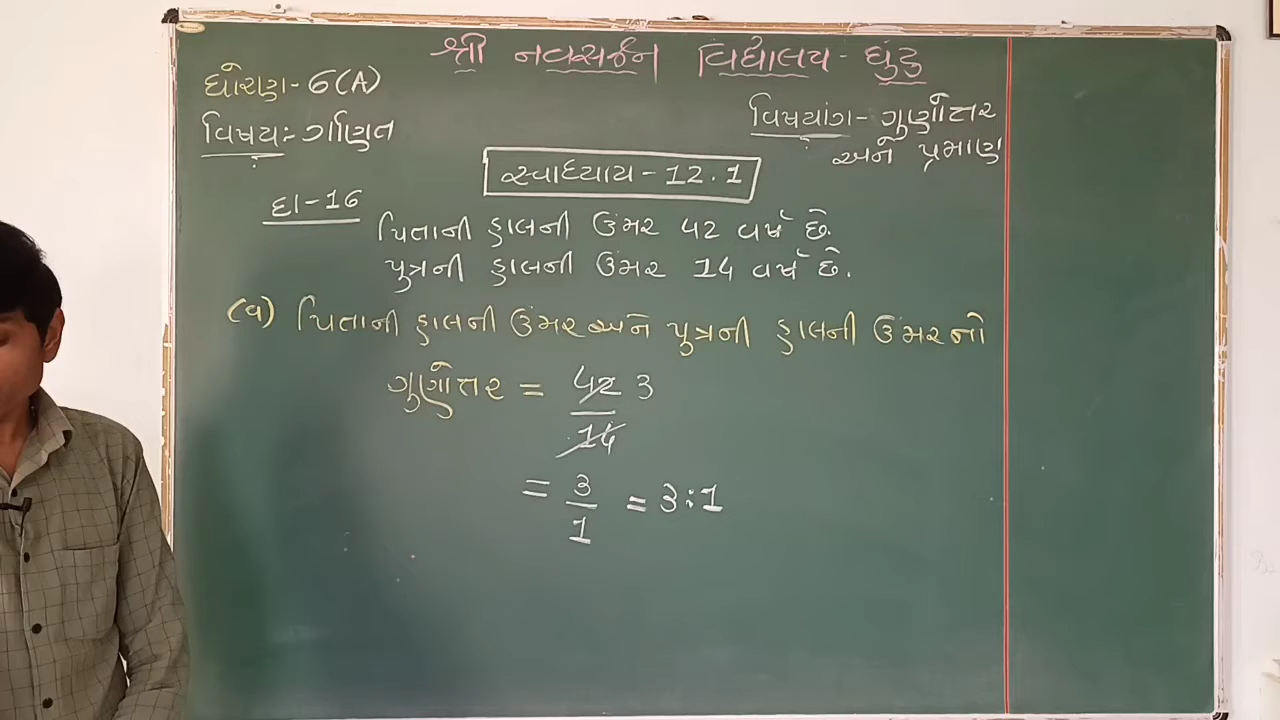 શ્રી નવસર્જન વિદ્યાલય - ઘુંટુ
ધોરણ - 6(A)
વિષય:- ગણિત
વિષયાંગ - ગુણોત્તર
અને પ્રમાણ
સ્વાધ્યાય - 12.1
દા-16
પિતાની હાલની ઉંમર 42 વર્ષ છે.
પુત્રની હાલની ઉંમર 14 વર્ષ છે.
(a) પિતાની હાલની ઉંમર અને પુત્રની હાલની ઉંમરનો
ગુણોત્તર = 42 3
14
= 3/1 = 3:1